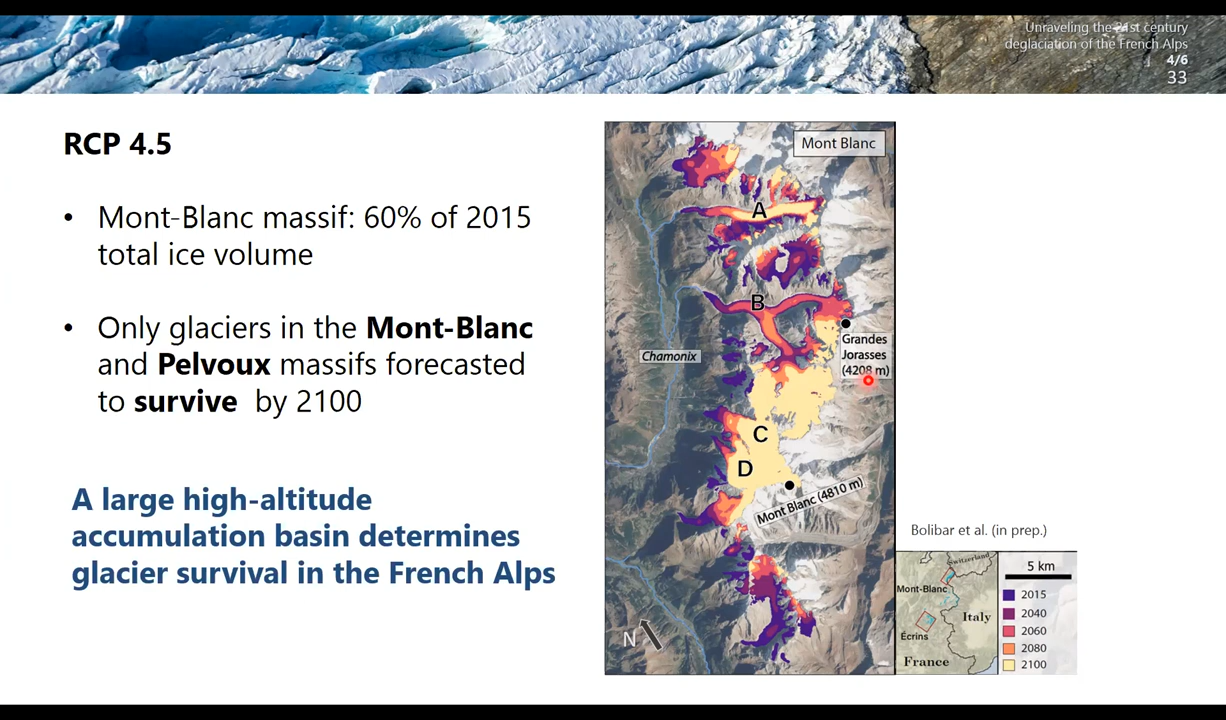 Unraveling the 21st century
deglaciation of the French Alps
4/6
33
RCP 4.5
• Mont-Blanc massif: 60% of 2015
total ice volume
• Only glaciers in the Mont-Blanc
and Pelvoux massifs forecasted
to survive by 2100
A large high-altitude
accumulation basin determines
glacier survival in the French Alps
Mont Blanc
A
B
Grandes
Jorasses
(4208 m)
Chamonix
C
D
Mont Blanc (4810 m)
N
Bolibar et al. (in prep.)
Switzerland
Mont-Blanc
Italy
Écrins
France
5 km
2015
2040
2060
2080
2100